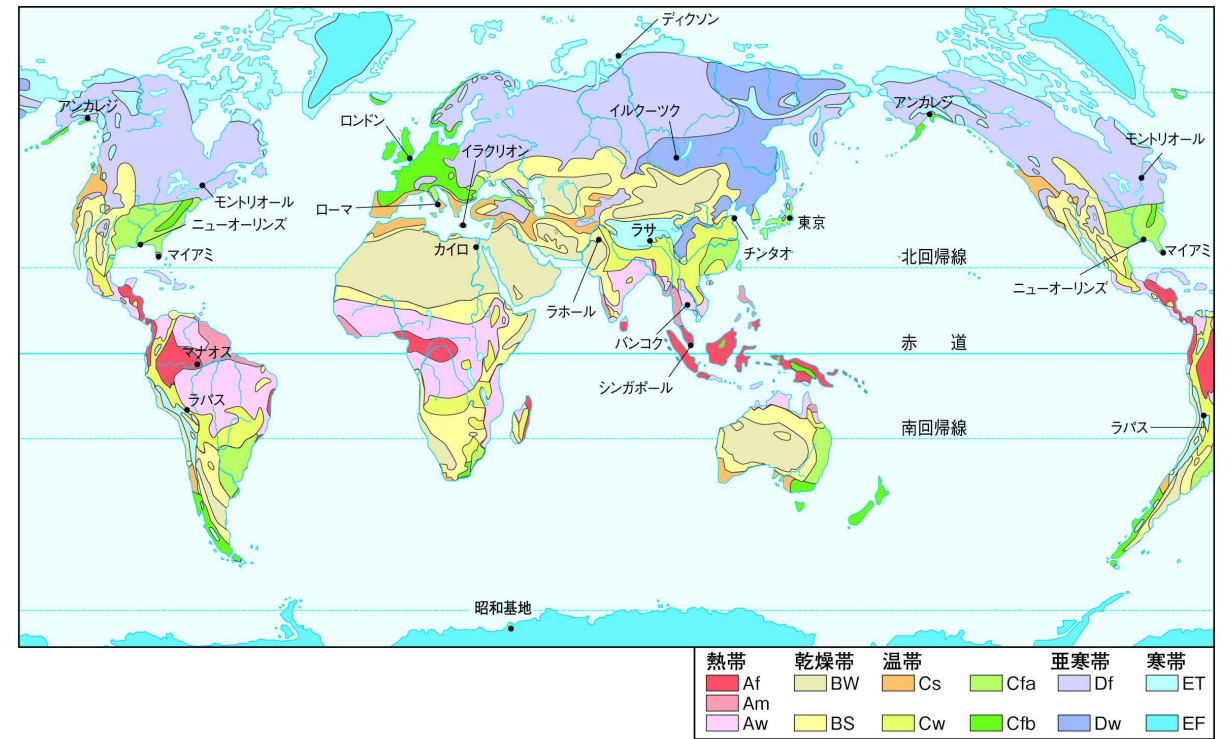 ディクソン
アンカレジ
ロンドン
イルクーツク
アンカレジ
イラクリオン
モントリオール
モントリオール
ローマ
ニューオーリンズ
カイロ
ラサ
東京
チンタオ
マイアミ
北回帰線
マイアミ
ニューオーリンズ
ラホール
バンコク
赤 道
マナオス
シンガポール
ラパス
南回帰線
ラパス
昭和基地
熱帯 乾燥帯 温帯 亜寒帯 寒帯
Af BW Cs Cfa Df ET
Am
Aw BS Cw Cfb Dw EF